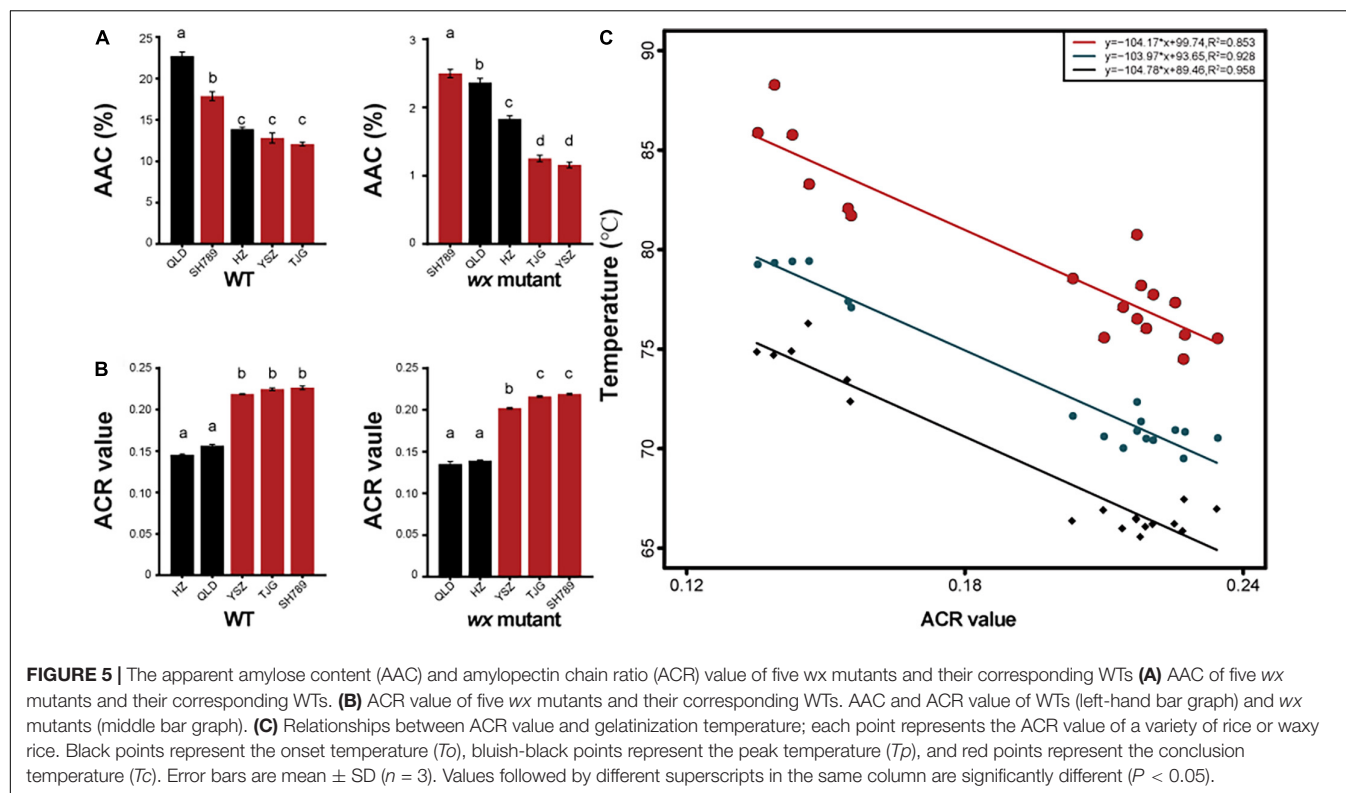 A
AAC (%)
25
20
15
10
5
0
a
b
c
c
c
QLD
SH789
HZ
YSZ
TJG
WT
AAC (%)
3
2
1
0
a
b
c
d
d
SH789
QLD
HZ
TJG
YSZ
wx mutant
B
ACR value
0.25
0.20
0.15
0.10
0.05
0
a
a
b
b
b
HZ
QLD
YSZ
TJG
SH789
WT
ACR vaule
0.25
0.20
0.15
0.10
0.05
0
a
a
b
c
c
QLD
HZ
YSZ
TJG
SH789
wx mutant
C
y=−104.17*x+99.74,R²=0.853
y=−103.97*x+93.65,R²=0.928
y=−104.78*x+89.46,R²=0.958
Temperature (°C)
90
85
80
75
70
65
0.12
0.18
0.24
ACR value
FIGURE 5 | The apparent amylose content (AAC) and amylopectin chain ratio (ACR) value of five wx mutants and their corresponding WTs (A) AAC of five wx
mutants and their corresponding WTs. (B) ACR value of five wx mutants and their corresponding WTs. AAC and ACR value of WTs (left-hand bar graph) and wx
mutants (middle bar graph). (C) Relationships between ACR value and gelatinization temperature; each point represents the ACR value of a variety of rice or waxy
rice. Black points represent the onset temperature (To), bluish-black points represent the peak temperature (Tp), and red points represent the conclusion
temperature (Tc). Error bars are mean ± SD (n = 3). Values followed by different superscripts in the same column are significantly different (P < 0.05).